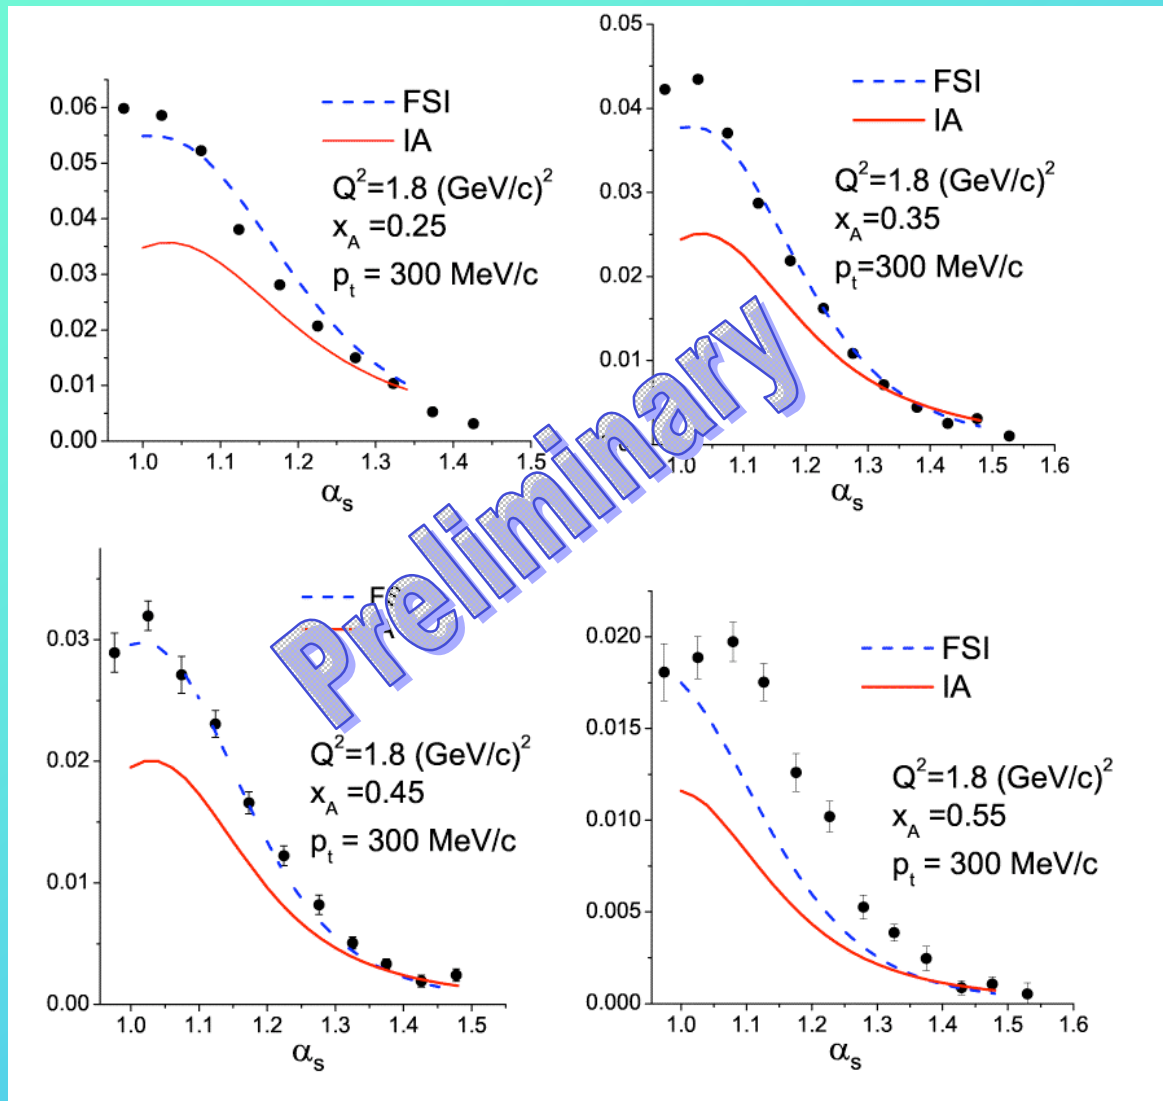 0.06
0.05
0.04
0.03
0.02
0.01
0.00
FSI
IA
Q²=1.8 (GeV/c)²
x_A =0.25
p_t = 300 MeV/c
1.0 1.1 1.2 1.3 1.4 1.5
α_s
0.05
0.04
0.03
0.02
0.01
FSI
IA
Q²=1.8 (GeV/c)²
x_A=0.35
p_t=300 MeV/c
1.0 1.1 1.2 1.3 1.4 1.5 1.6
α_s
Preliminary
0.03
0.02
0.01
0.00
Q²=1.8 (GeV/c)²
x_A =0.45
p_t = 300 MeV/c
1.0 1.1 1.2 1.3 1.4 1.5
α_s
0.020
0.015
0.010
0.005
0.000
FSI
IA
Q²=1.8 (GeV/c)²
x_A =0.55
p_t = 300 MeV/c
1.0 1.1 1.2 1.3 1.4 1.5 1.6
α_s